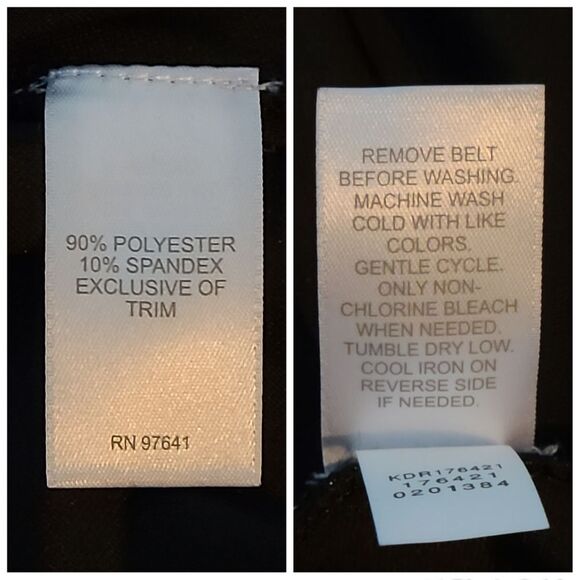 90% POLYESTER
10% SPANDEX
EXCLUSIVE OF
TRIM
RN 97641
REMOVE BELT
BEFORE WASHING.
MACHINE WASH
COLD WITH LIKE
COLORS.
GENTLE CYCLE.
ONLY NON-
CHLORINE BLEACH
WHEN NEEDED.
TUMBLE DRY LOW.
COOL IRON ON
REVERSE SIDE
IF NEEDED.
KDR176421
176421
0201384